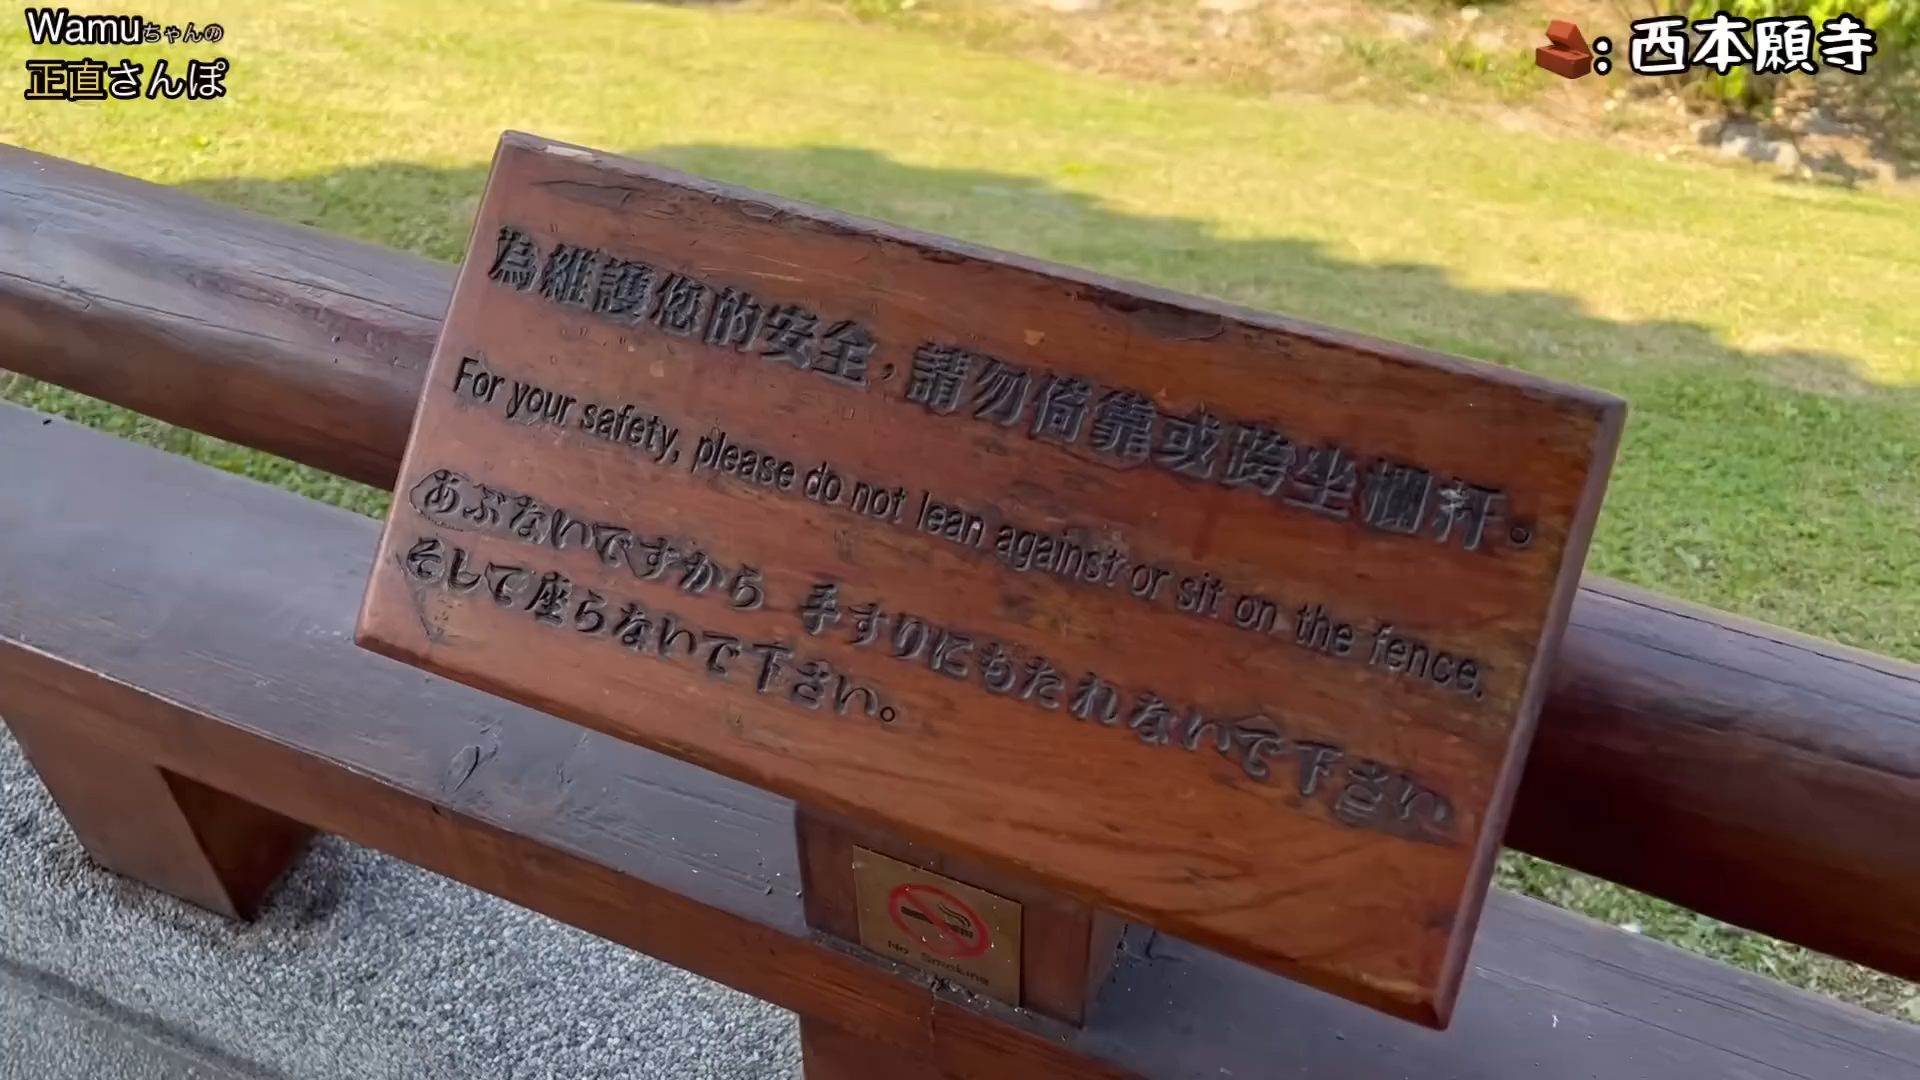 Wamuちゃんの
正直さんぽ
: 西本願寺
為維護您的安全，請勿倚靠或跨坐欄杆。
For your safety, please do not lean against or sit on the fence.
あぶないですから 手すりにもたれないで下さい
そして座らないで下さい。
No Smoking